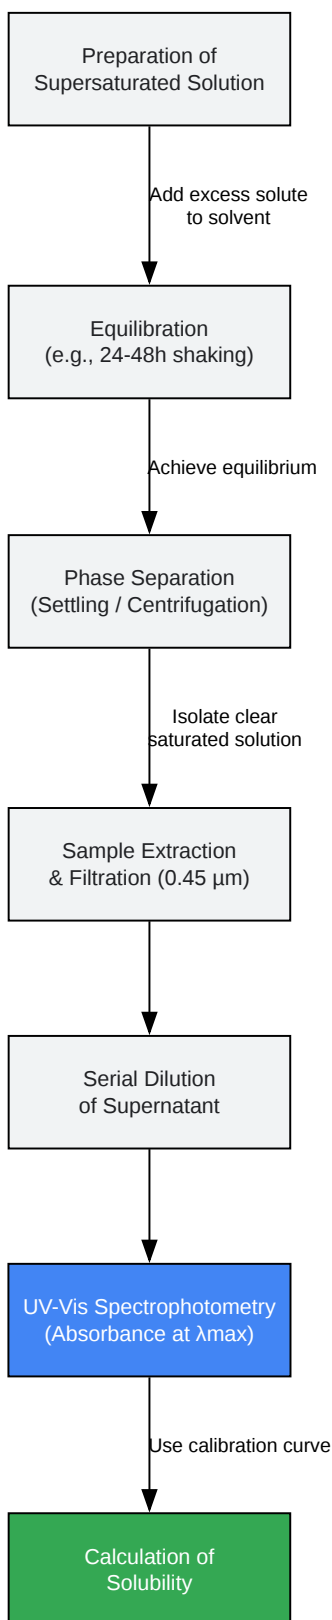 Preparation of
Supersaturated Solution
Add excess solute
to solvent
Equilibration
(e.g., 24-48h shaking)
Achieve equilibrium
Phase Separation
(Settling / Centrifugation)
Isolate clear
saturated solution
Sample Extraction
& Filtration (0.45 µm)
Serial Dilution
of Supernatant
UV-Vis Spectrophotometry
(Absorbance at λmax)
Use calibration curve
Calculation of
Solubility